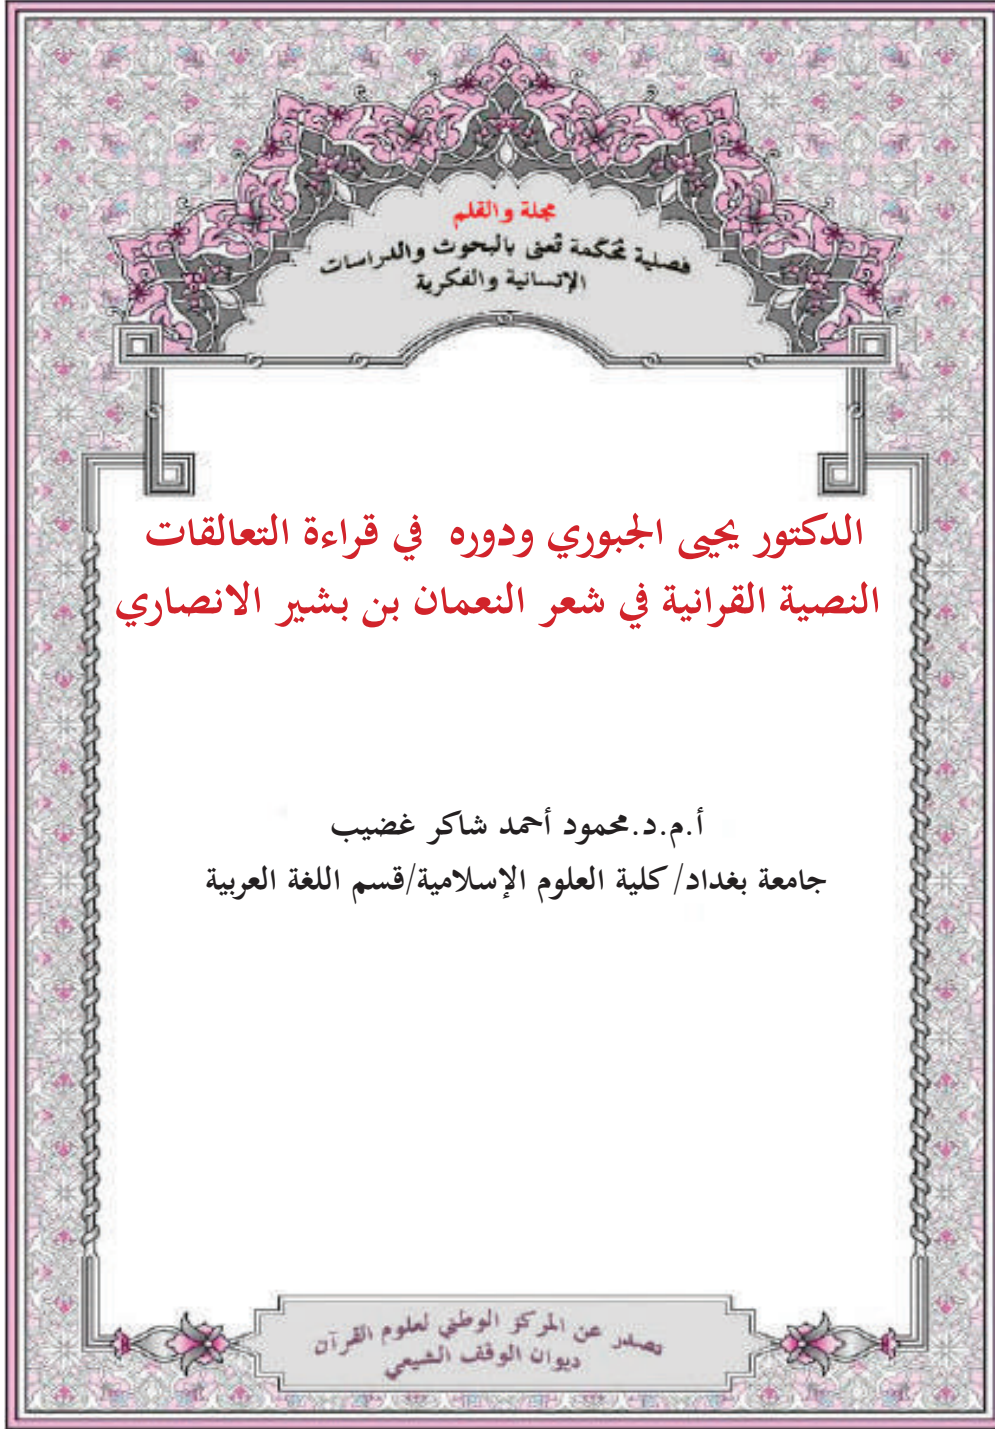 مجلة والقلم
فصلية مُحَكَّمة تُعنى بالبحوث والدراسات
الإنسانية والفكرية
الدكتور يحيى الجبوري ودوره في قراءة التعالقات
النصية القرانية في شعر النعمان بن بشير الانصاري
أ.م.د.محمود أحمد شاكر غضيب
جامعة بغداد/ كلية العلوم الإسلامية/قسم اللغة العربية
تصدر عن المركز الوطني لعلوم القرآن
ديوان الوقف الشيعي